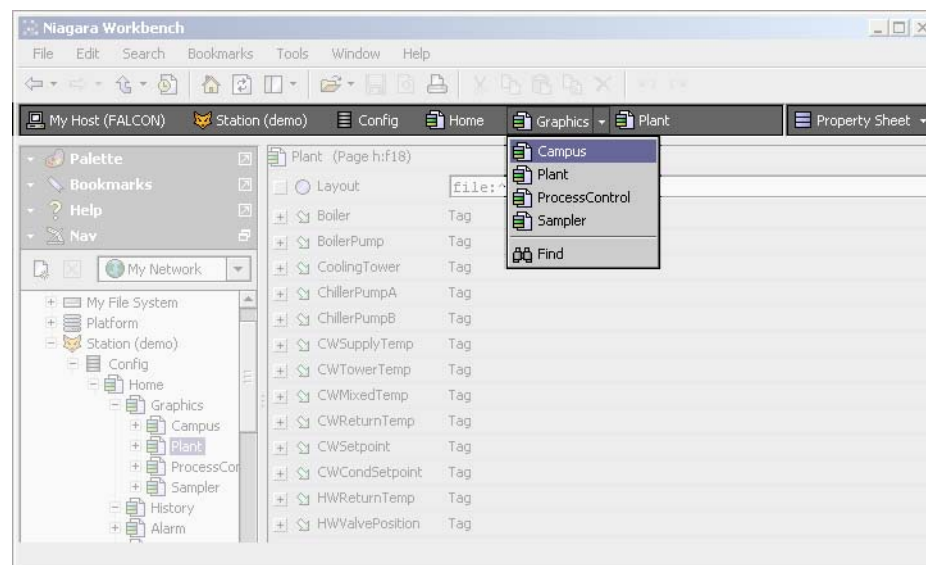 Niagara Workbench
File Edit Search Bookmarks Tools Window Help
My Host (FALCON) Station (demo) Config Home Graphics Plant Property Sheet
Campus
Plant
ProcessControl
Sampler
Find
Palette
Bookmarks
Help
Nav
My Network
My File System
Platform
Station (demo)
Config
Home
Graphics
Campus
Plant
ProcessCor
Sampler
History
Alarm
Plant (Page h:f18)
Layout file:^
Boiler Tag
BoilerPump Tag
CoolingTower Tag
ChillerPumpA Tag
ChillerPumpB Tag
CWSupplyTemp Tag
CWTowerTemp Tag
CWMixedTemp Tag
CWReturnTemp Tag
CWSetpoint Tag
CWCondSetpoint Tag
HWReturnTemp Tag
HWValvePosition Tag